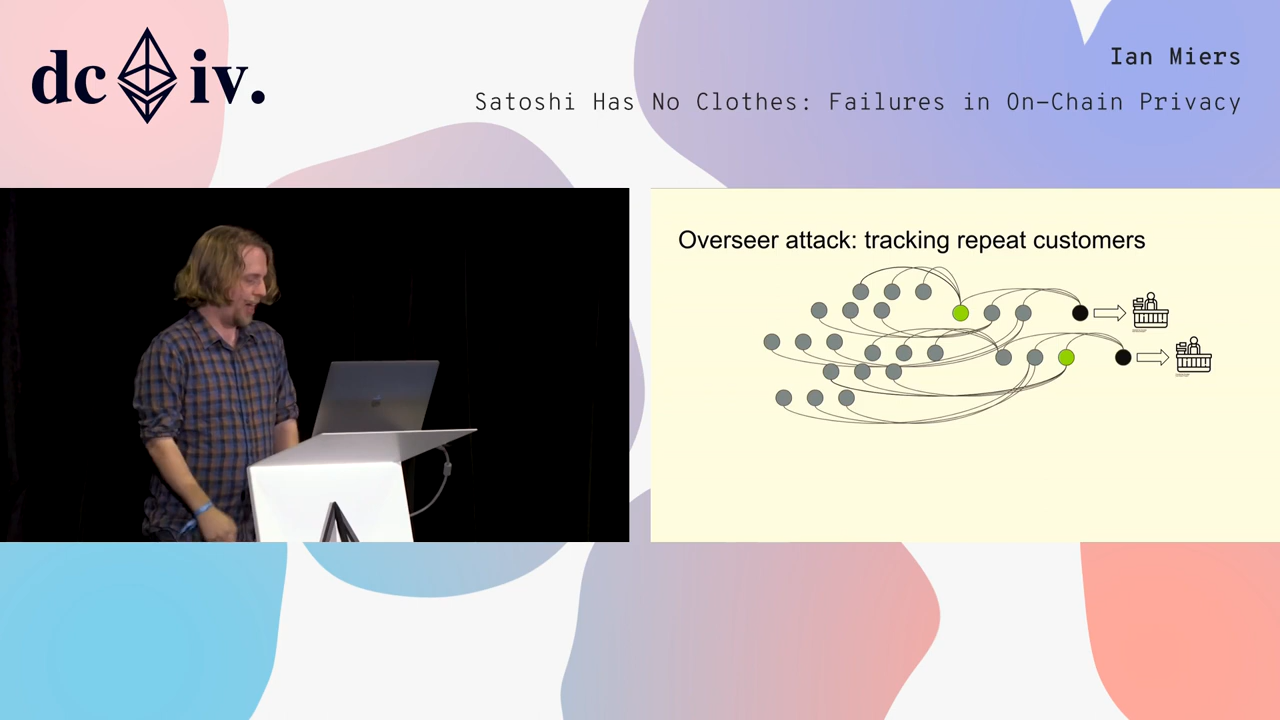 dc iv.
Ian Miers
Satoshi Has No Clothes: Failures in On-Chain Privacy
Overseer attack: tracking repeat customers